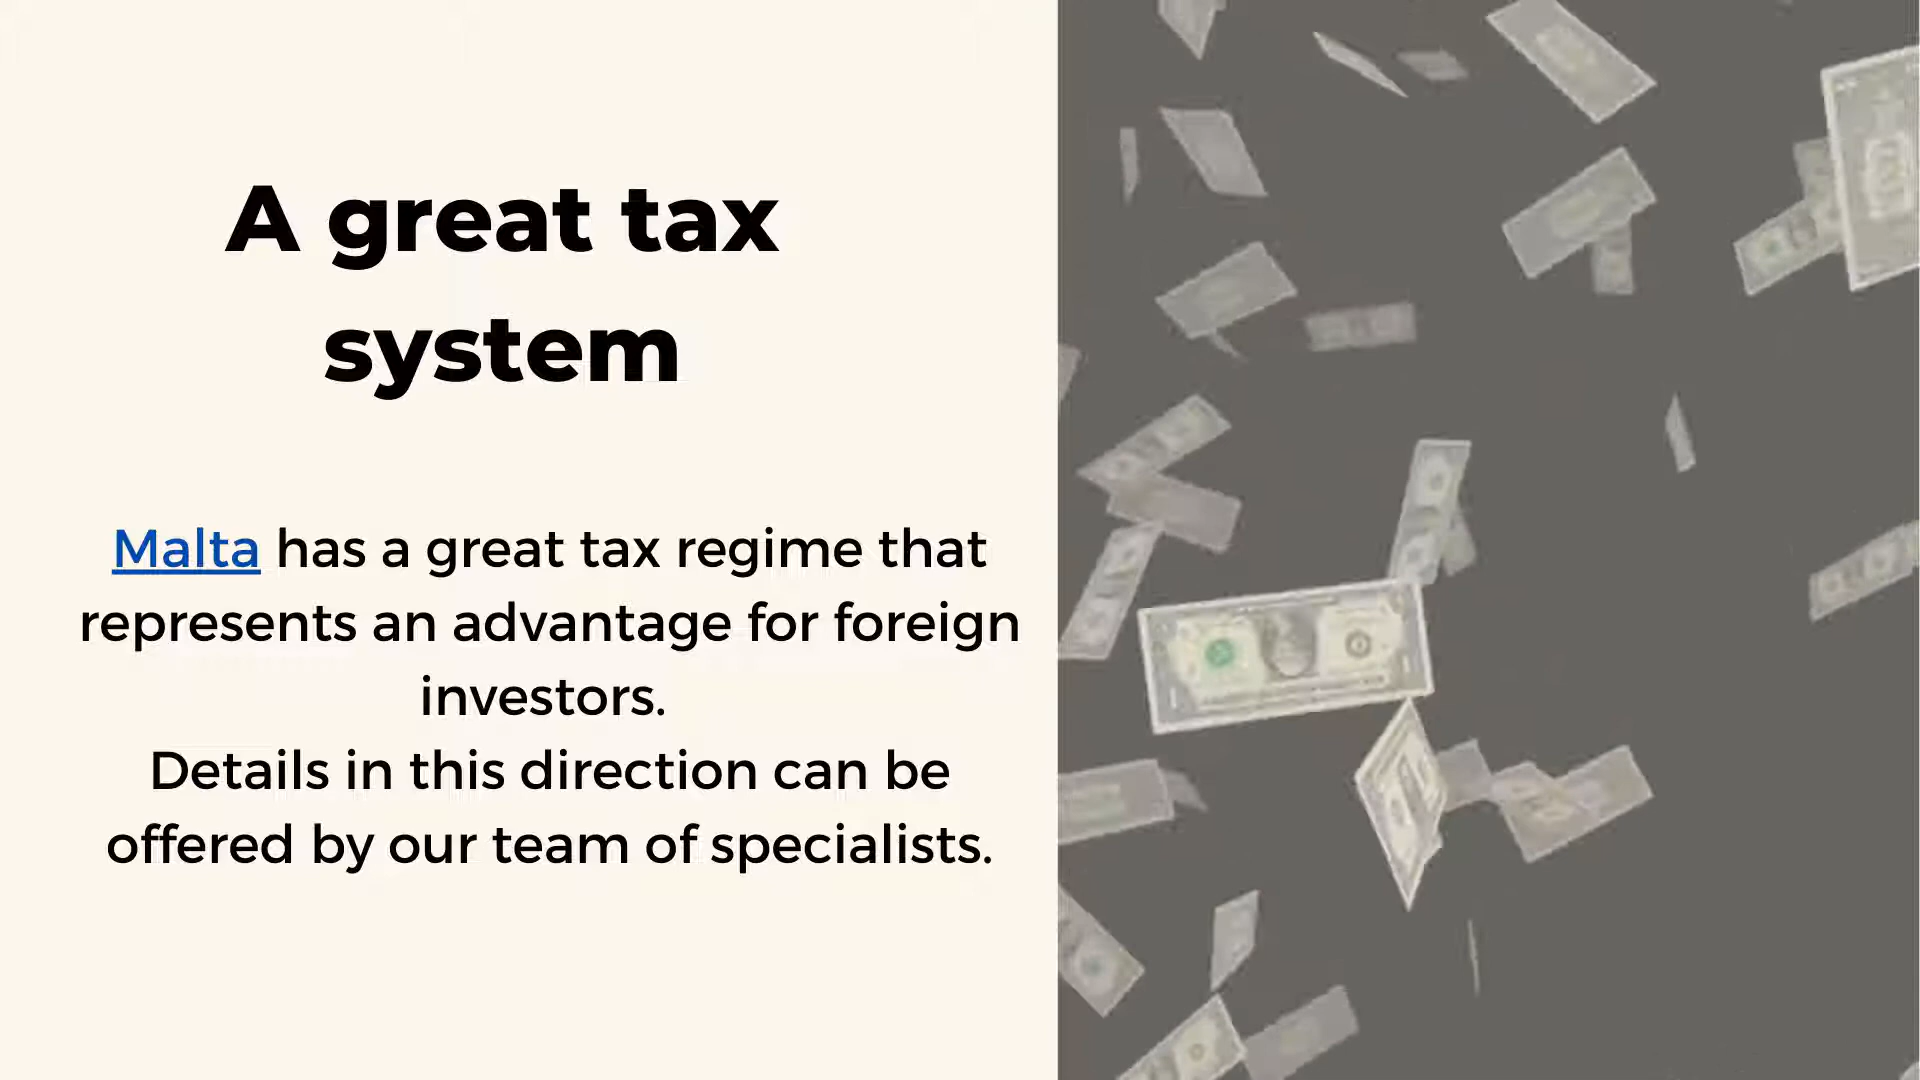 A great tax
system
Malta has a great tax regime that
represents an advantage for foreign
investors.
Details in this direction can be
offered by our team of specialists.